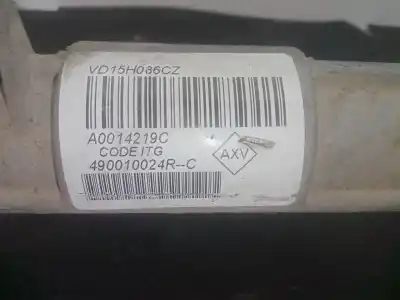 VD15H086CZ
A0014219C
CODE ITG
AXV
490010024R--C